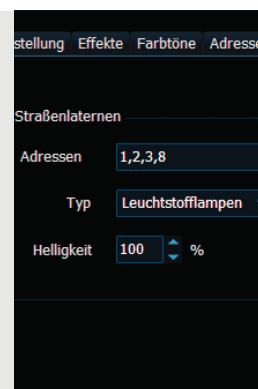 stellung Effekte Farbtöne Adresse
Straßenlaternen
Adressen 1,2,3,8
Typ Leuchtstofflampen
Helligkeit 100 %